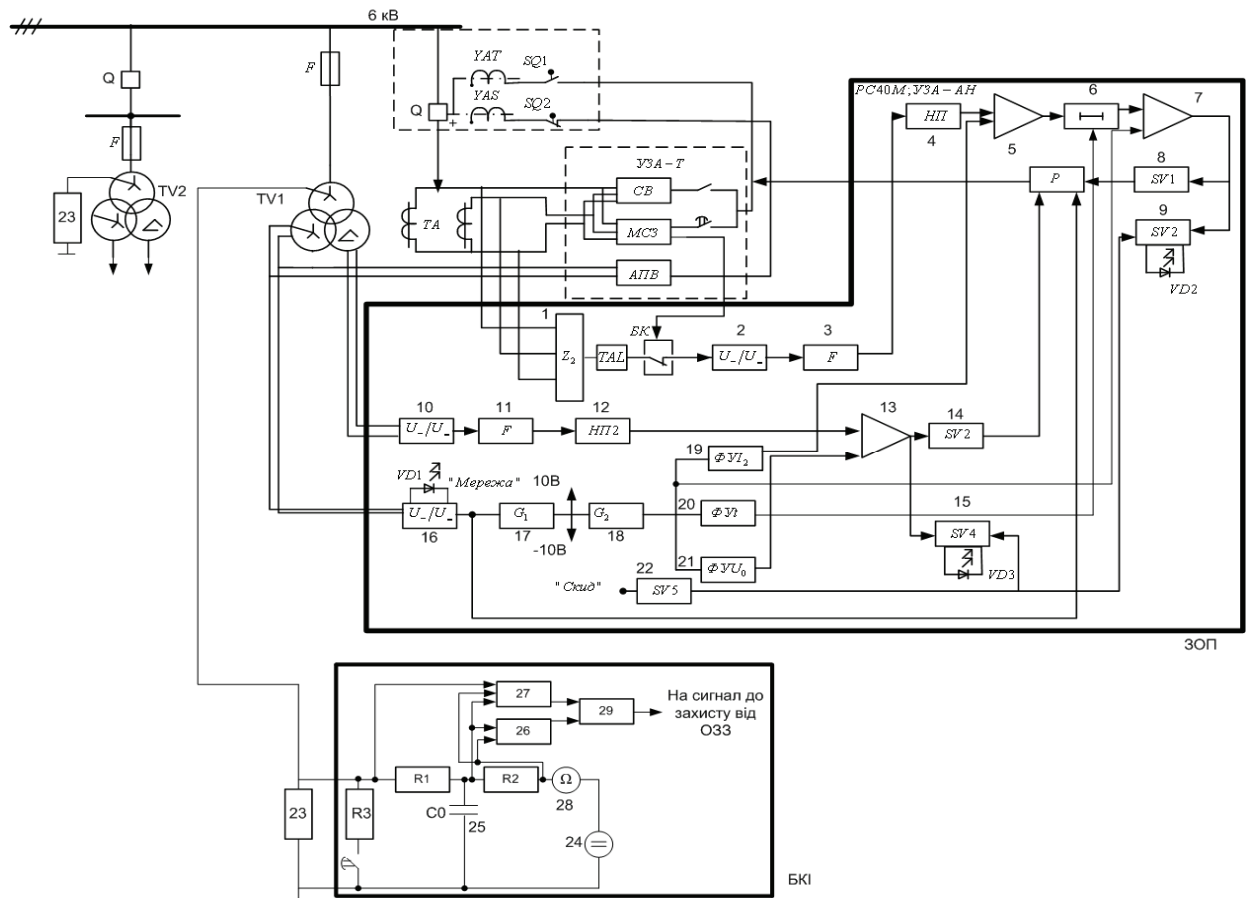 6 кВ
YAT
SQ1
YAS
SQ2
Q
F
Q
+
F
23
TV2
TV1
TA
УЗА-Т
СВ
МСЗ
АПВ
РС40М;УЗА-АН
НП
4
5
6
7
P
SV1
8
9
SV2
VD2
1
Z₂
TAL
БК
2
U~/U=
3
F
10
U~/U=
11
F
12
НП2
13
14
SV2
19
ФУI₂
VD1
"Мережа"
10В
-10В
U~/U=
16
G₁
17
G₂
18
20
ФУt
15
SV4
VD3
21
ФУU₀
22
"Скид"
SV5
ЗОП
27
26
29
На сигнал до
захисту від
ОЗЗ
R1
R2
Ω
28
23
R3
C0
25
24
БКІ